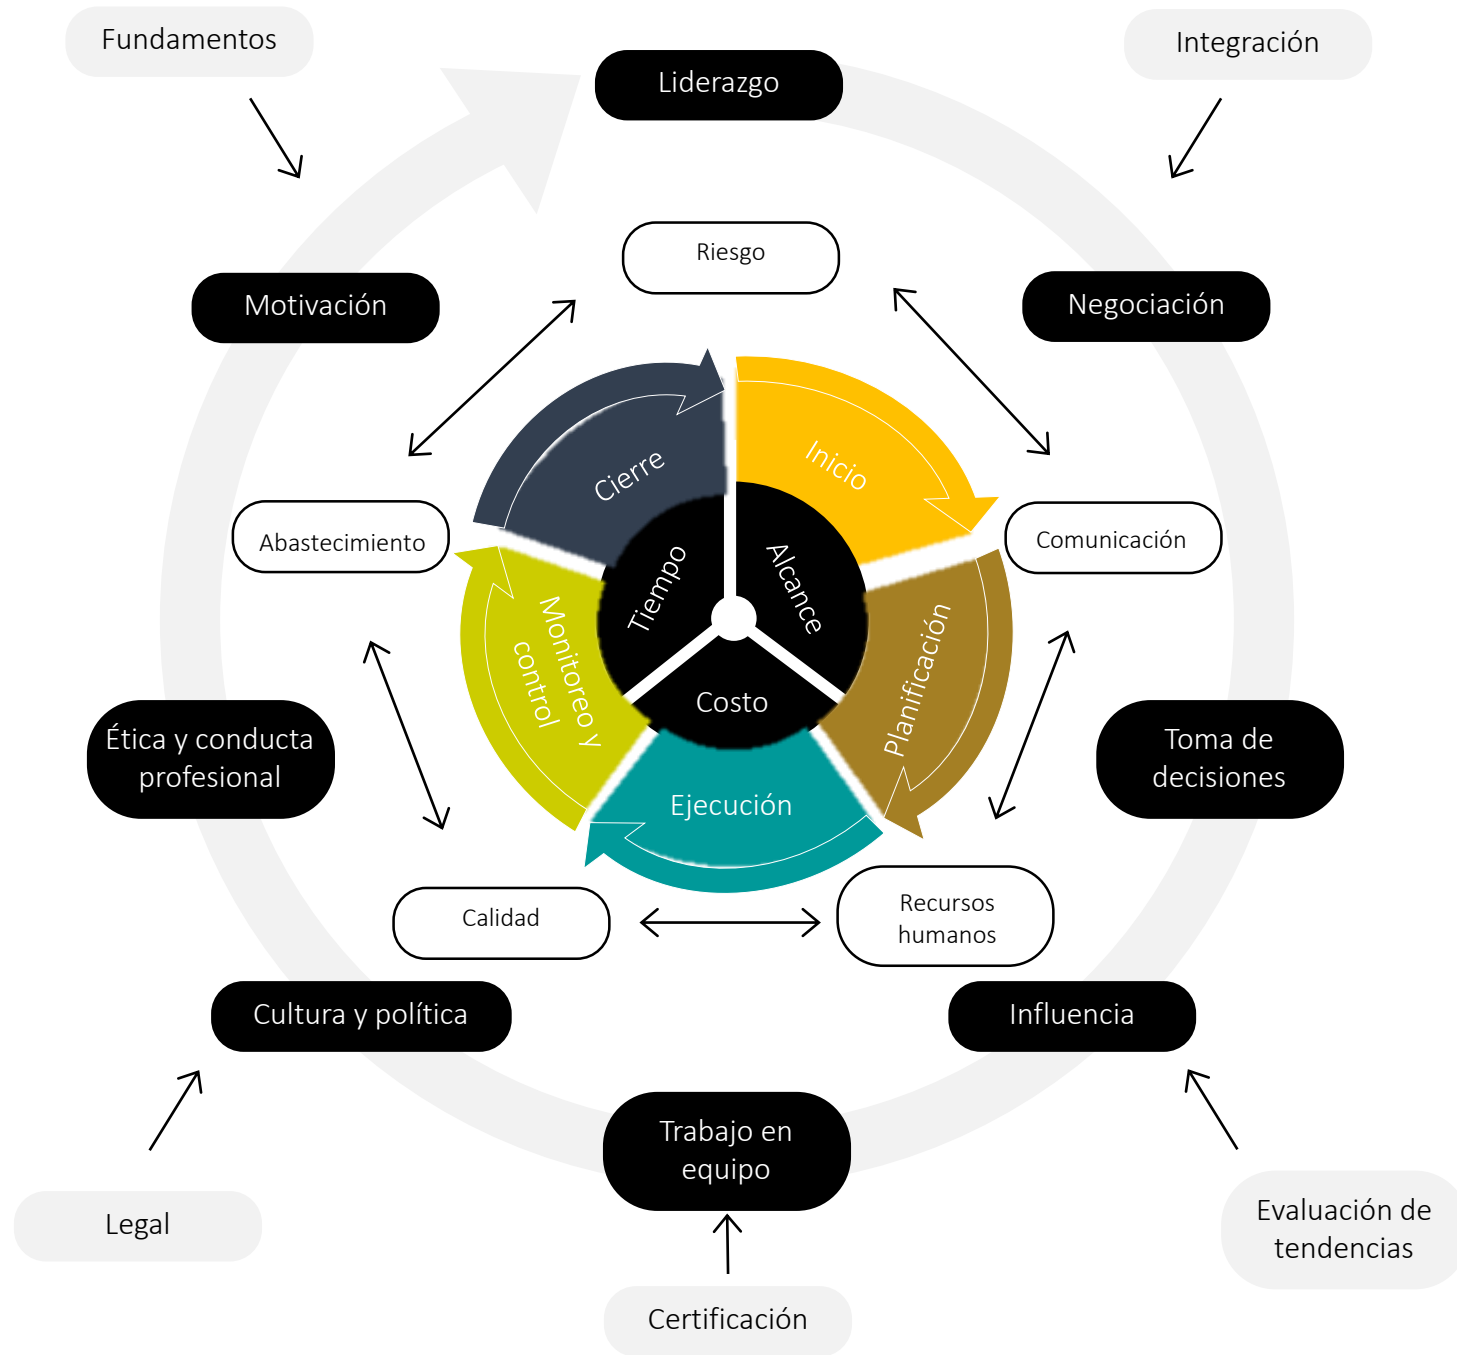 Fundamentos
Integración
Liderazgo
Riesgo
Motivación
Negociación
Cierre
Inicio
Abastecimiento
Comunicación
Tiempo
Alcance
Monitoreo y
control
Planificación
Costo
Ética y conducta
profesional
Toma de
decisiones
Ejecución
Calidad
Recursos
humanos
Cultura y política
Influencia
Trabajo en
equipo
Legal
Evaluación de
tendencias
Certificación